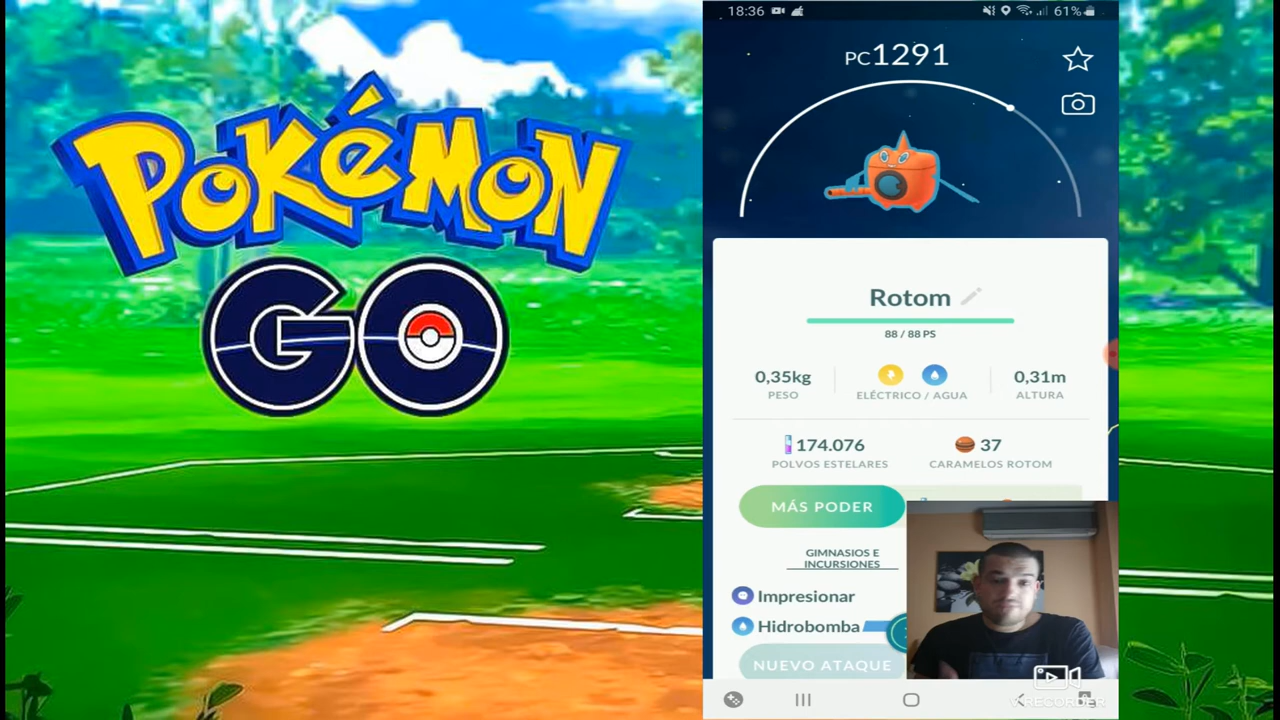 POKéMON
GO
18:36
61%
PC1291
Rotom
88 / 88 PS
0,35kg
PESO
ELÉCTRICO / AGUA
0,31m
ALTURA
174.076
POLVOS ESTELARES
37
CARAMELOS ROTOM
MÁS PODER
GIMNASIOS E
INCURSIONES
Impresionar
Hidrobomba
NUEVO ATAQUE
V RECORDER